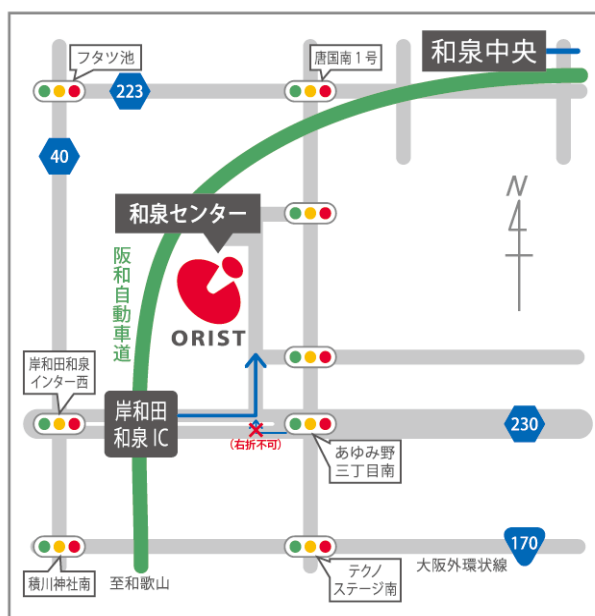 和泉中央
フタツ池
唐国南1号
223
40
N
和泉センター
阪和自動車道
ORIST
岸和田和泉
インター西
岸和田
和泉IC
(右折不可)
あゆみ野
三丁目南
230
170
大阪外環状線
積川神社南
至和歌山
テクノ
ステージ南